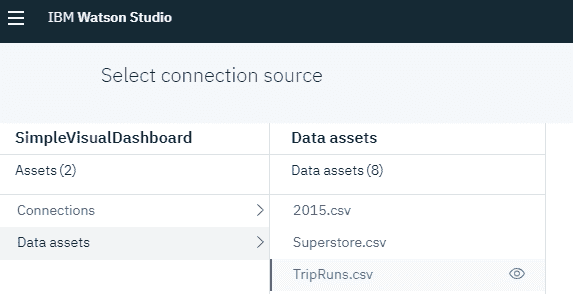 IBM Watson Studio
Select connection source
SimpleVisualDashboard
Assets (2)
Connections
Data assets
Data assets
Data assets (8)
2015.csv
Superstore.csv
TripRuns.csv